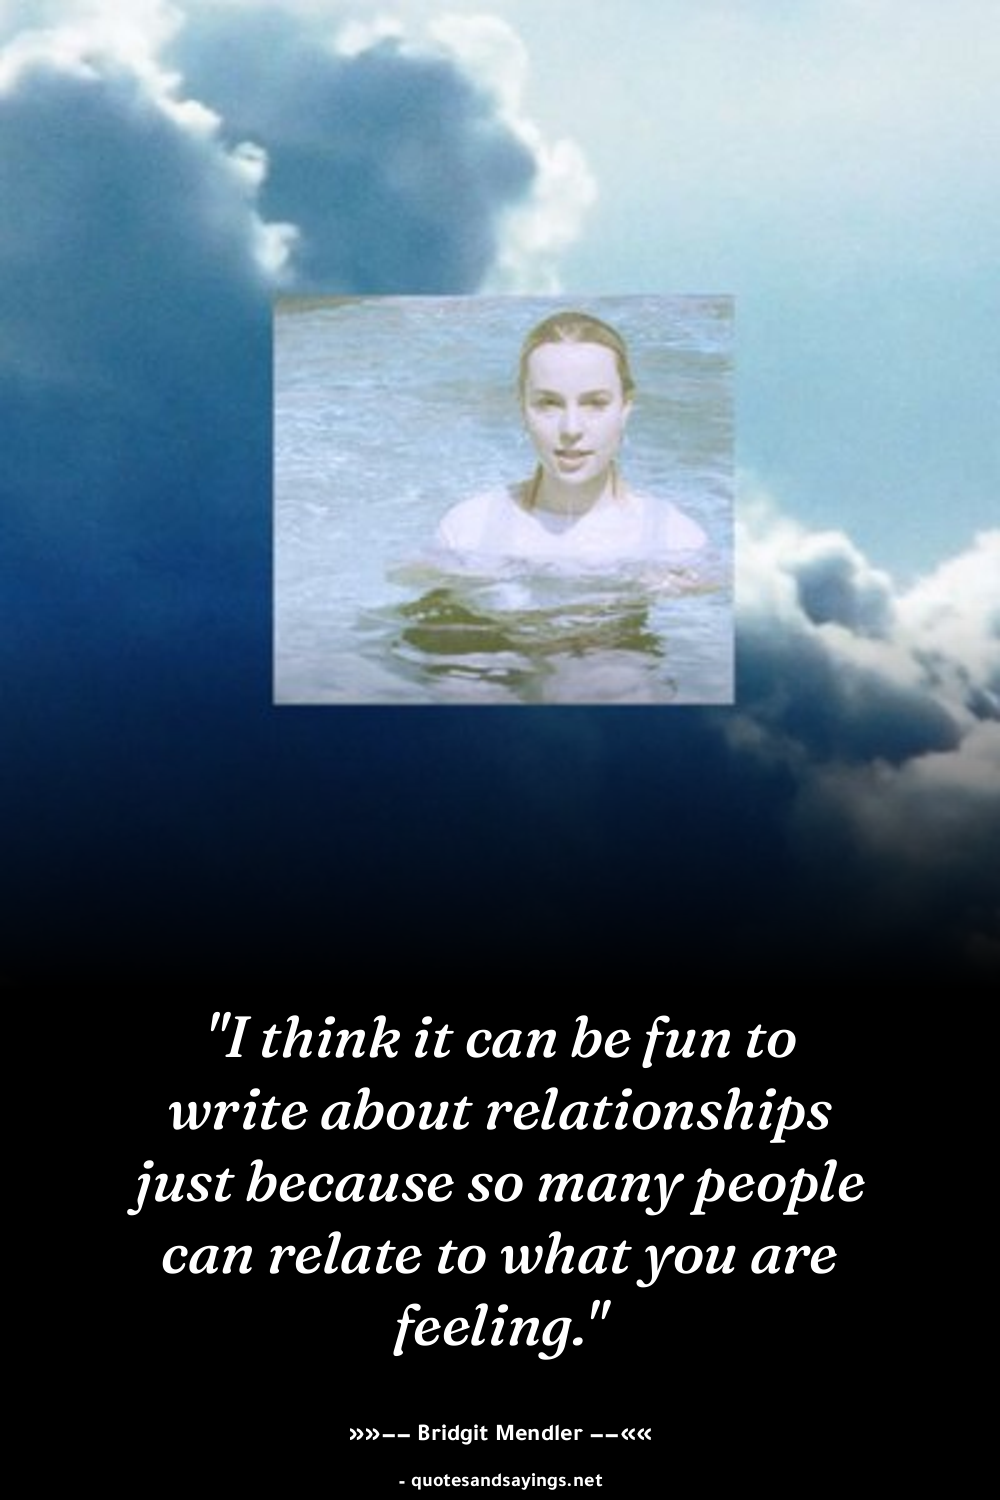 "I think it can be fun to
write about relationships
just because so many people
can relate to what you are
feeling."
»»–– Bridgit Mendler ––««
- quotesandsayings.net